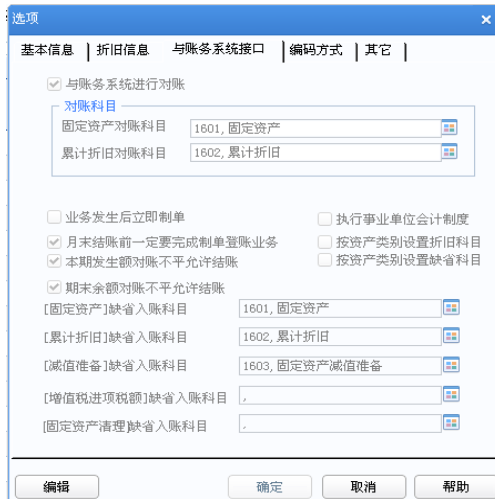 选项
基本信息 折旧信息 与账务系统接口 编码方式 其它
与账务系统进行对账
对账科目
固定资产对账科目 1601, 固定资产
累计折旧对账科目 1602, 累计折旧
业务发生后立即制单 执行事业单位会计制度
月末结账前一定要完成制单登账业务 按资产类别设置折旧科目
本期发生额对账不平允许结账 按资产类别设置缺省科目
期末余额对账不平允许结账
[固定资产]缺省入账科目 1601, 固定资产
[累计折旧]缺省入账科目 1602, 累计折旧
[减值准备]缺省入账科目 1603, 固定资产减值准备
[增值税进项税额]缺省入账科目 ,
[固定资产清理]缺省入账科目 ,
编辑 确定 取消 帮助